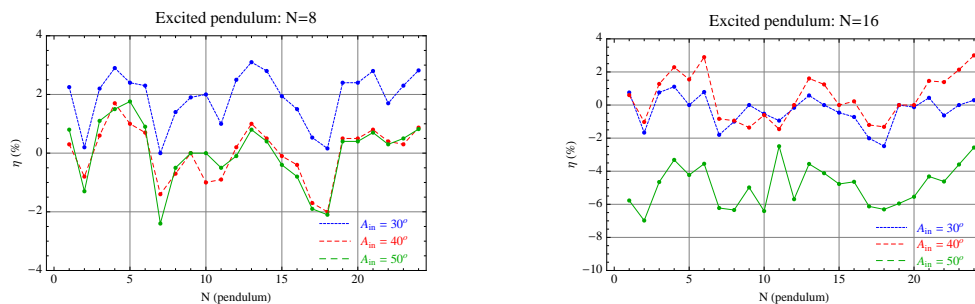 Excited pendulum: N=8
4
2
0
−2
−4
η (%)
0
5
10
15
20
N (pendulum)
A_in = 30°
A_in = 40°
A_in = 50°
Excited pendulum: N=16
4
2
0
−2
−4
−6
−8
−10
η (%)
0
5
10
15
20
N (pendulum)
A_in = 30°
A_in = 40°
A_in = 50°